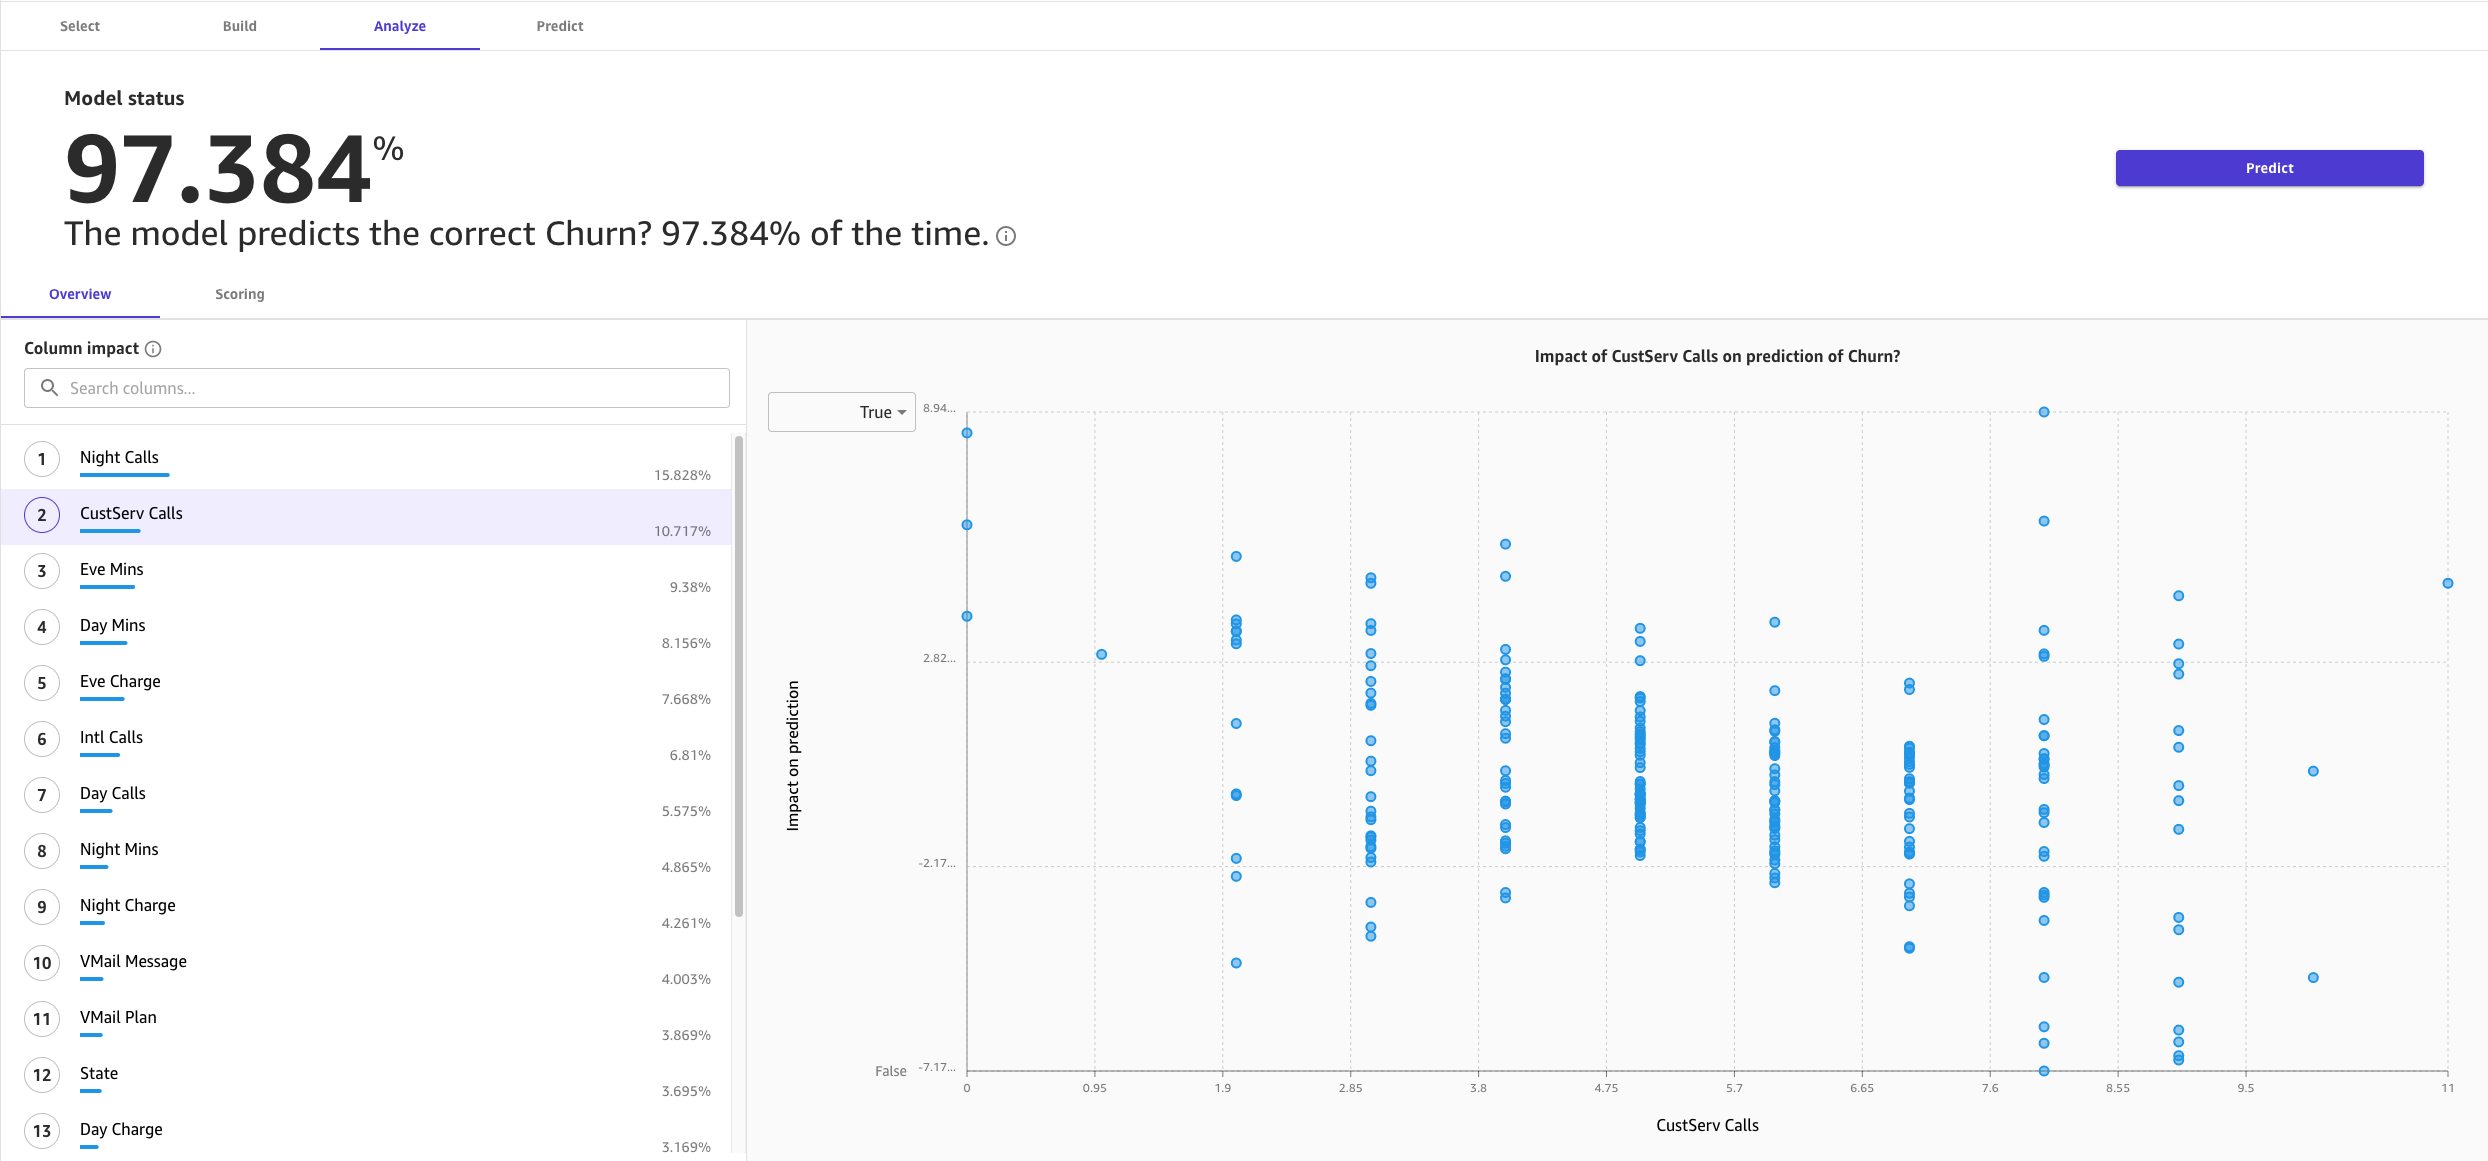 Select Build Analyze Predict
Model status
97.384%
Predict
The model predicts the correct Churn? 97.384% of the time.
Overview Scoring
Column impact
Search columns...
1 Night Calls 15.828%
2 CustServ Calls 10.717%
3 Eve Mins 9.38%
4 Day Mins 8.156%
5 Eve Charge 7.668%
6 Intl Calls 6.81%
7 Day Calls 5.575%
8 Night Mins 4.865%
9 Night Charge 4.261%
10 VMail Message 4.003%
11 VMail Plan 3.869%
12 State 3.695%
13 Day Charge 3.169%
Impact of CustServ Calls on prediction of Churn?
True
8.94...
2.82...
-2.17...
-7.17...
False
Impact on prediction
0 0.95 1.9 2.85 3.8 4.75 5.7 6.65 7.6 8.55 9.5 11
CustServ Calls